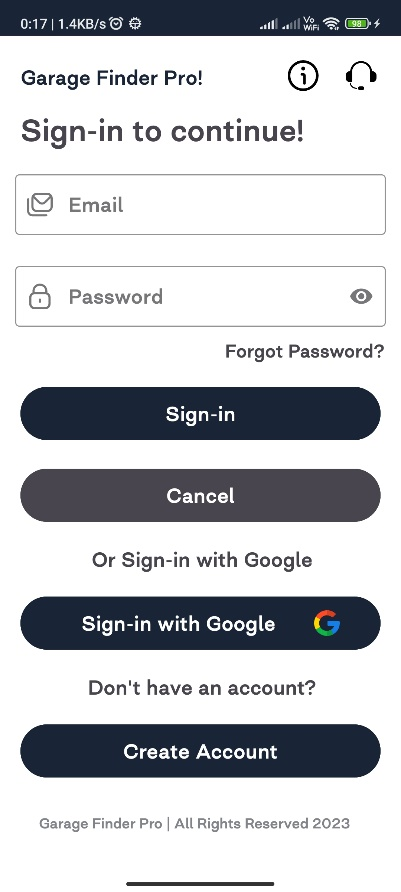 0:17 | 1.4KB/s
Vo
WiFi
98
Garage Finder Pro!
Sign-in to continue!
Email
Password
Forgot Password?
Sign-in
Cancel
Or Sign-in with Google
Sign-in with Google
Don't have an account?
Create Account
Garage Finder Pro | All Rights Reserved 2023